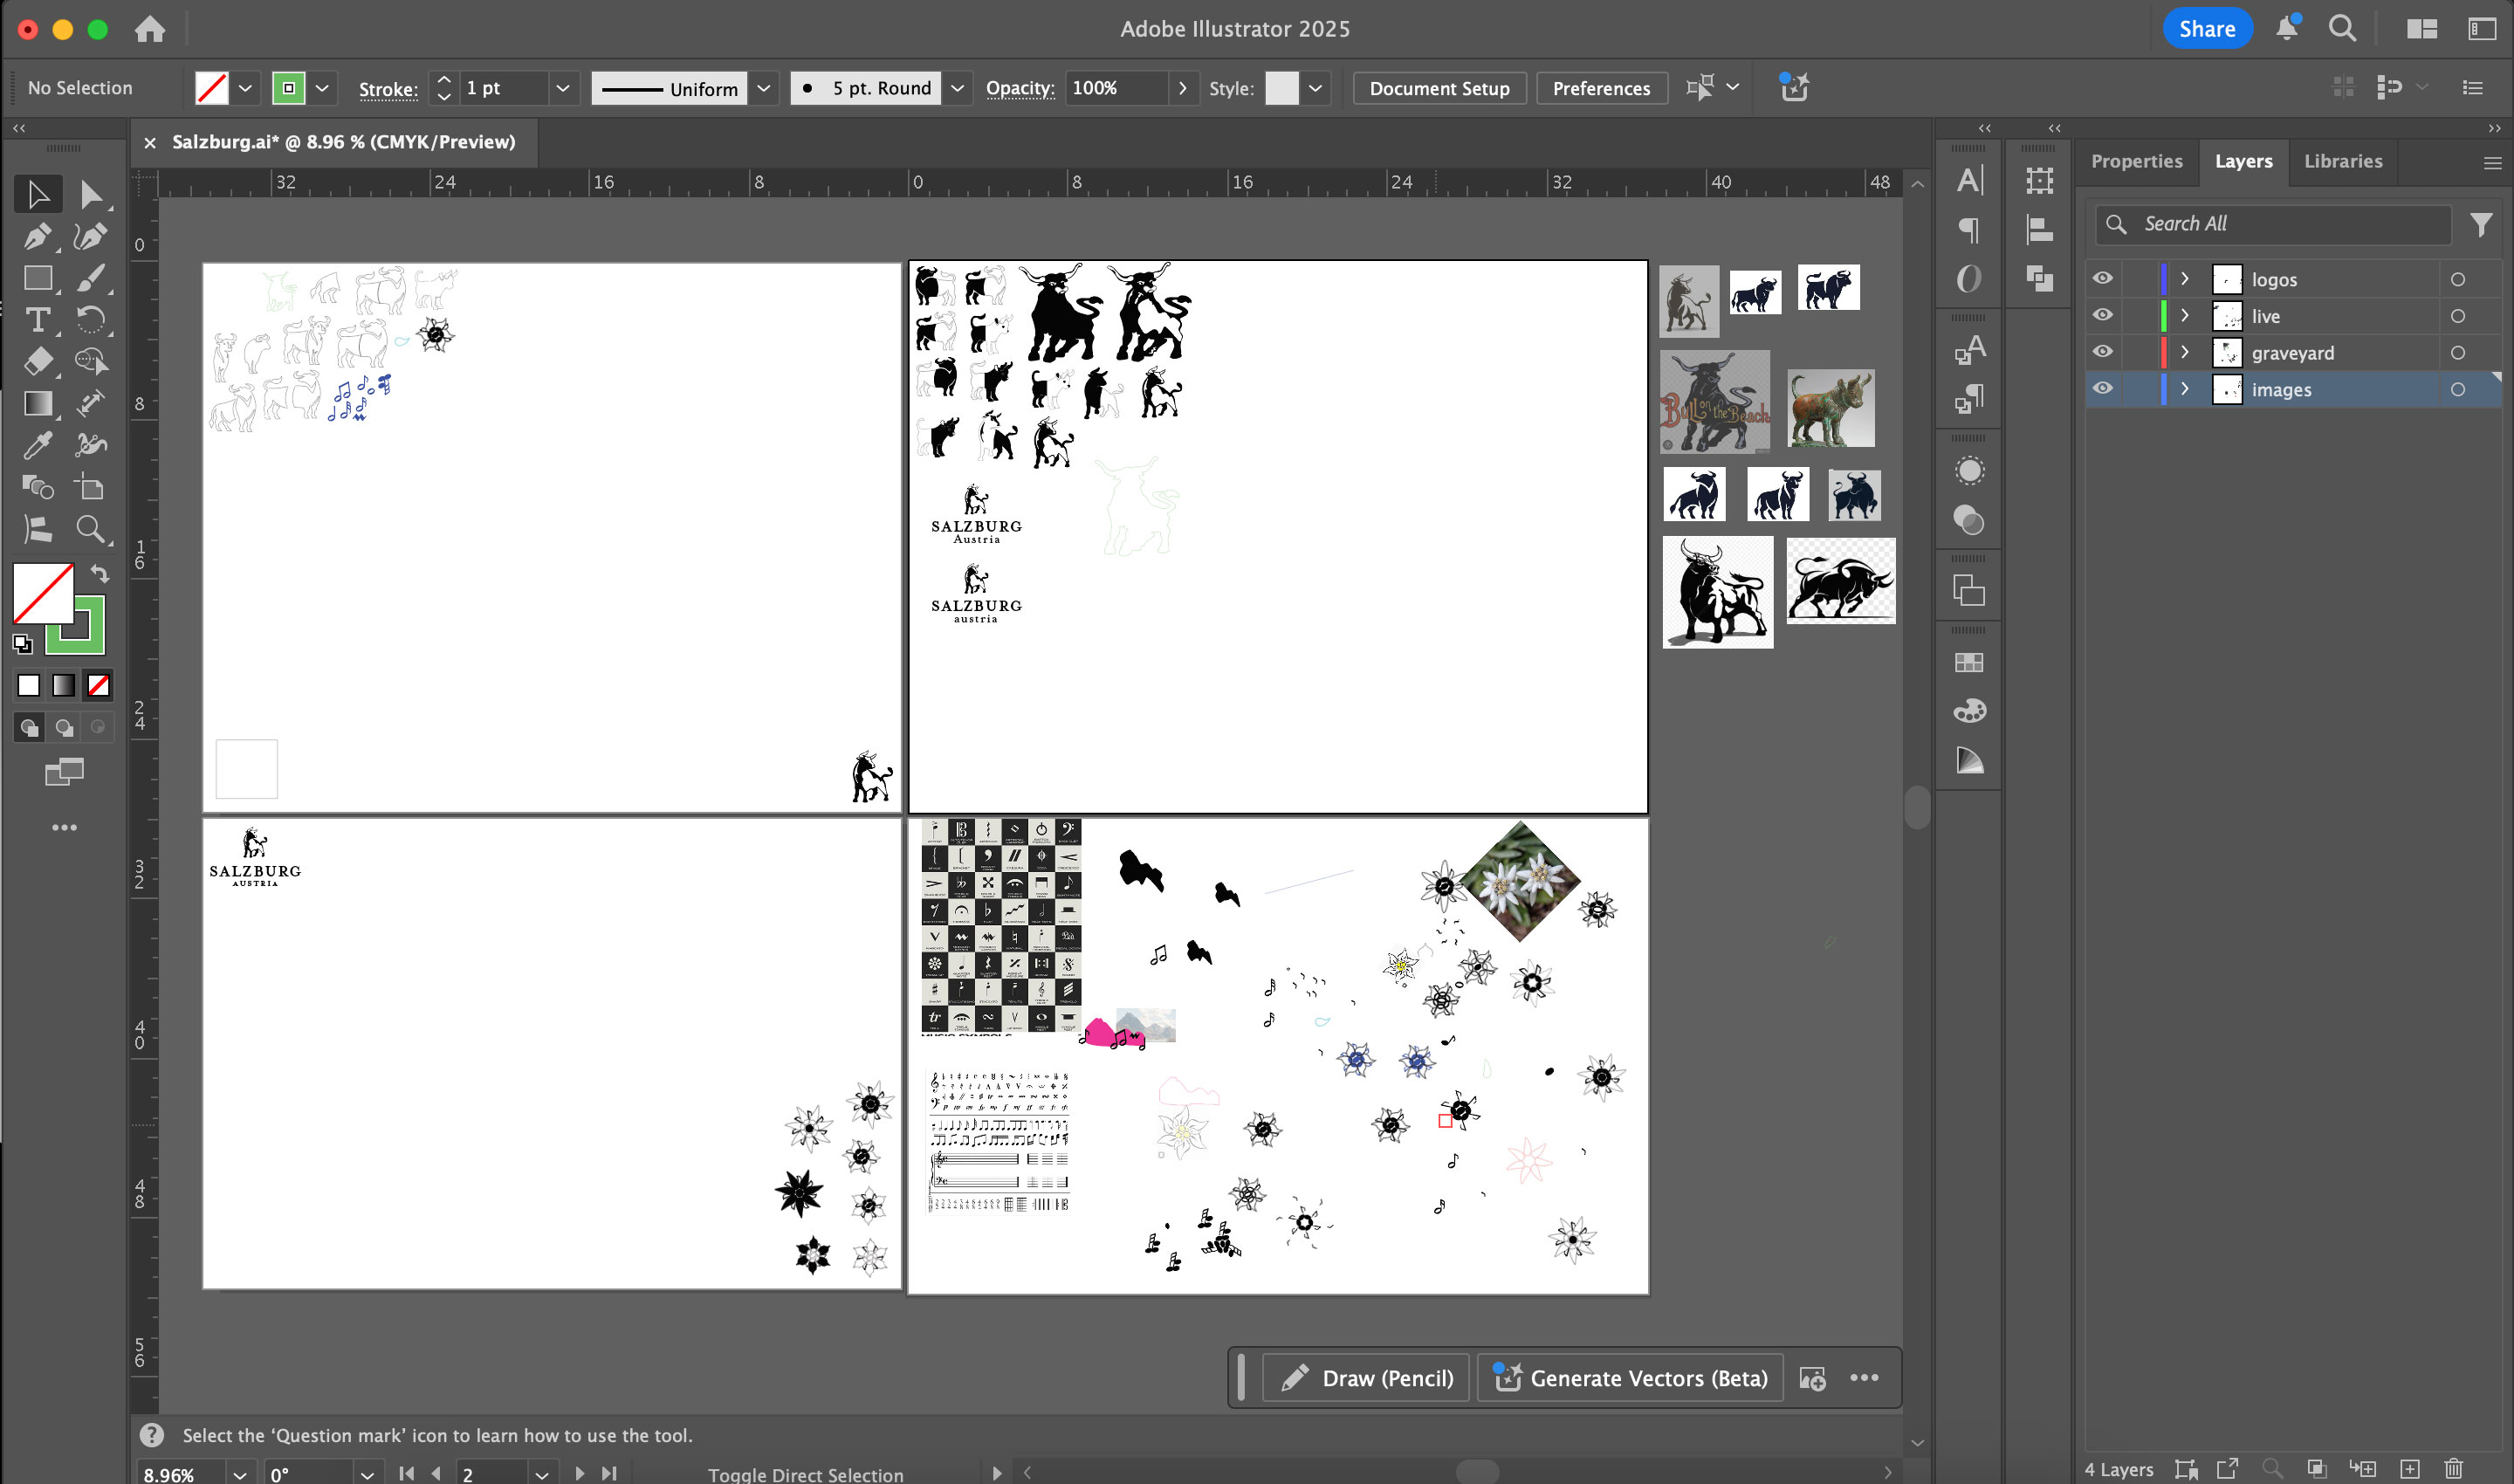 Adobe Illustrator 2025
Share
No Selection
Stroke:
1 pt
Uniform
5 pt. Round
Opacity:
100%
Style:
Document Setup
Preferences
Salzburg.ai* @ 8.96 % (CMYK/Preview)
Properties
Layers
Libraries
32 24 16 8 0 8 16 24 32 40 48
Search All
logos
live
graveyard
images
0
8
16
24
32
40
48
56
Bull on the Beach
SALZBURG
Austria
SALZBURG
austria
SALZBURG
AUSTRIA
Draw (Pencil)
Generate Vectors (Beta)
Select the ‘Question mark’ icon to learn how to use the tool.
8.96%
0°
2
Toggle Direct Selection
4 Layers